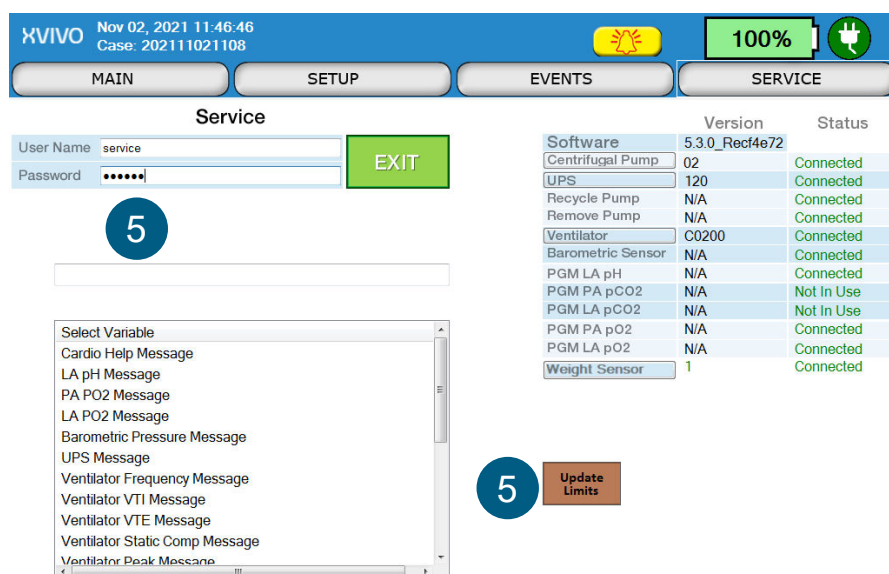 XVIVO
Nov 02, 2021 11:46:46
Case: 202111021108
100%
MAIN
SETUP
EVENTS
SERVICE
Service
User Name service
Password ••••••
EXIT
5
Select Variable
Cardio Help Message
LA pH Message
PA PO2 Message
LA PO2 Message
Barometric Pressure Message
UPS Message
Ventilator Frequency Message
Ventilator VTI Message
Ventilator VTE Message
Ventilator Static Comp Message
Ventilator Peak Message
Version Status
Software 5.3.0_Recf4e72
Centrifugal Pump 02 Connected
UPS 120 Connected
Recycle Pump N/A Connected
Remove Pump N/A Connected
Ventilator C0200 Connected
Barometric Sensor N/A Connected
PGM LA pH N/A Connected
PGM PA pCO2 N/A Not In Use
PGM LA pCO2 N/A Not In Use
PGM PA pO2 N/A Connected
PGM LA pO2 N/A Connected
Weight Sensor 1 Connected
5
Update
Limits